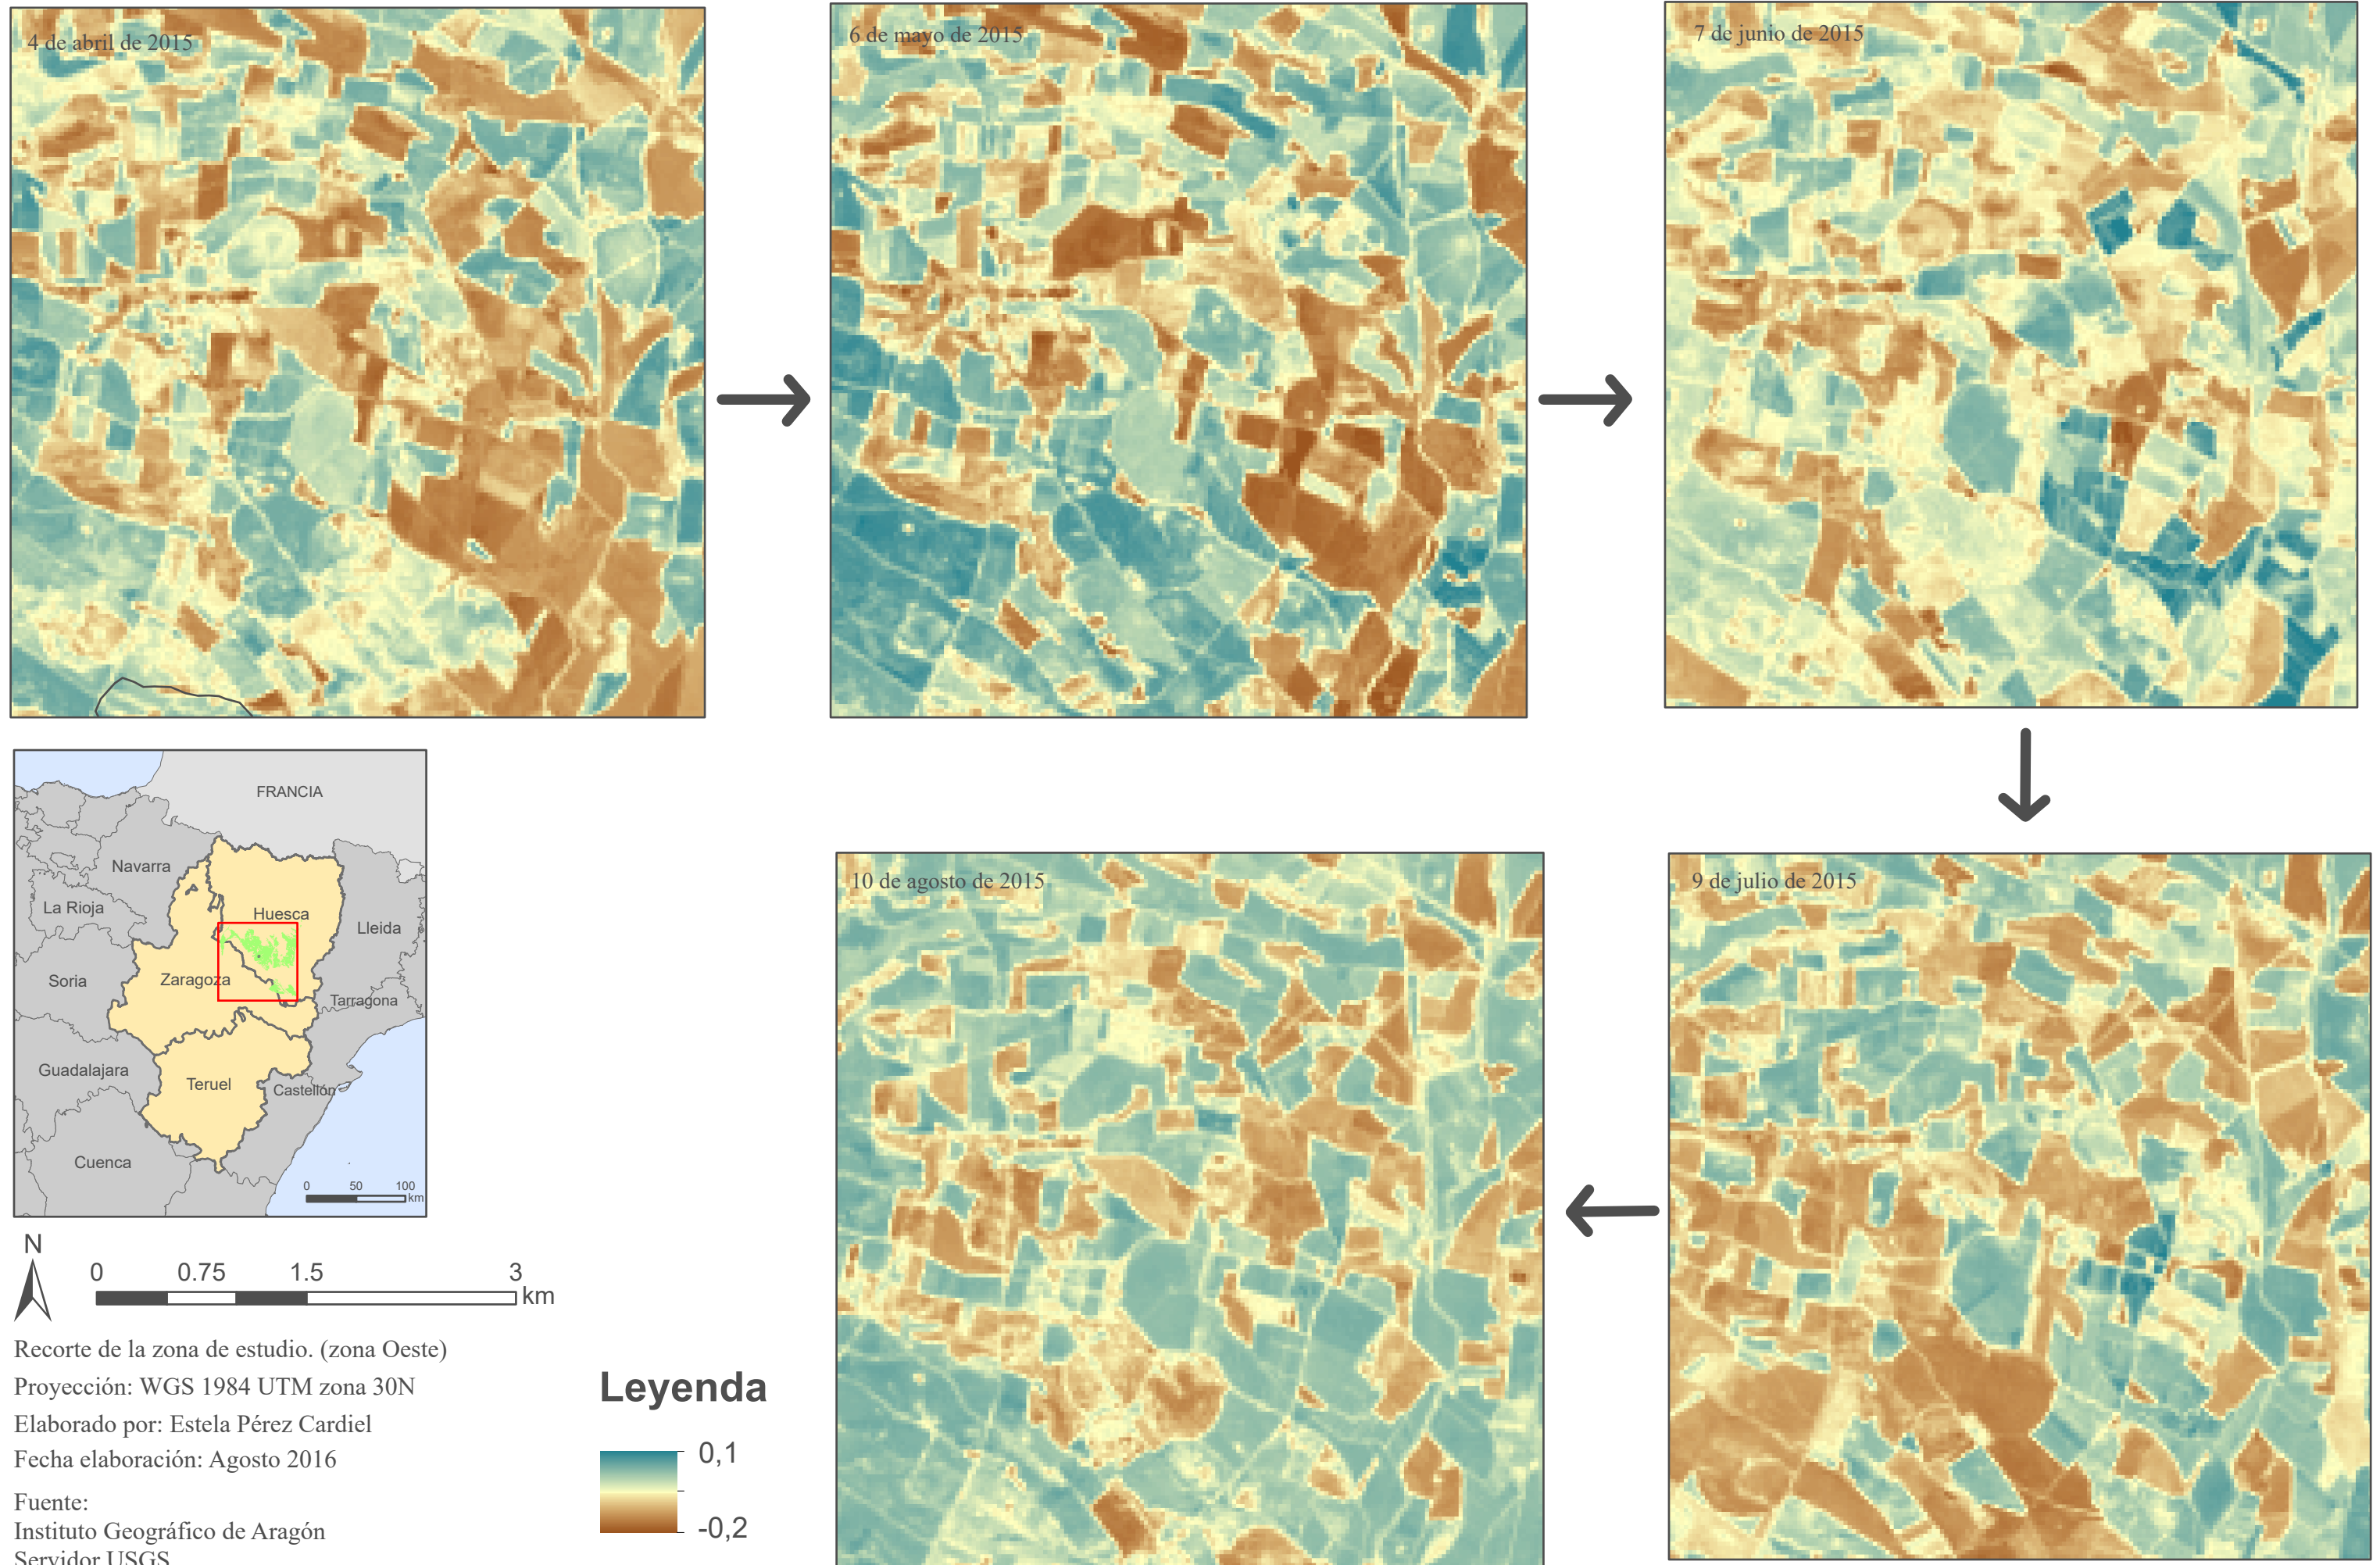 4 de abril de 2015
6 de mayo de 2015
7 de junio de 2015
FRANCIA
Navarra
La Rioja
Huesca
Lleida
Soria
Zaragoza
Tarragona
Guadalajara
Teruel
Castellón
Cuenca
0 50 100
km
10 de agosto de 2015
9 de julio de 2015
N
0 0.75 1.5 3
km
Recorte de la zona de estudio. (zona Oeste)
Proyección: WGS 1984 UTM zona 30N
Elaborado por: Estela Pérez Cardiel
Fecha elaboración: Agosto 2016
Fuente:
Instituto Geográfico de Aragón
Servidor USGS
Leyenda
0,1
-0,2